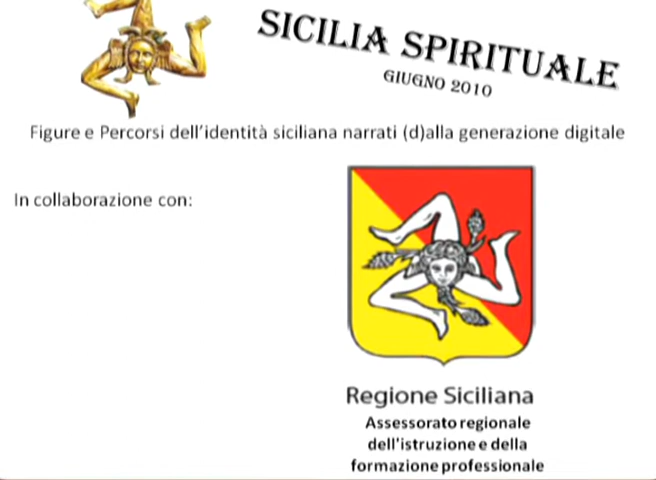 SICILIA SPIRITUALE
GIUGNO 2010
Figure e Percorsi dell'identità siciliana narrati (d)alla generazione digitale
In collaborazione con:
Regione Siciliana
Assessorato regionale
dell'istruzione e della
formazione professionale